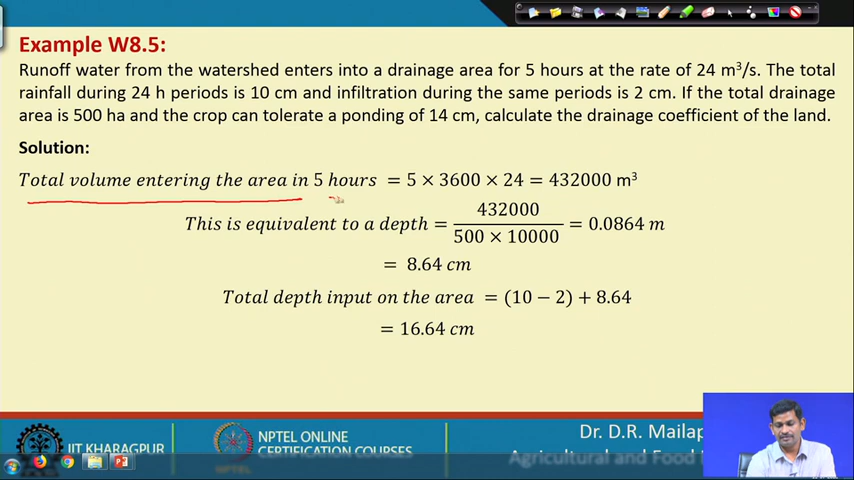 Example W8.5:
Runoff water from the watershed enters into a drainage area for 5 hours at the rate of 24 m³/s. The total
rainfall during 24 h periods is 10 cm and infiltration during the same periods is 2 cm. If the total drainage
area is 500 ha and the crop can tolerate a ponding of 14 cm, calculate the drainage coefficient of the land.
Solution:
Total volume entering the area in 5 hours = 5 × 3600 × 24 = 432000 m³
This is equivalent to a depth = 432000 / 500 × 10000 = 0.0864 m
= 8.64 cm
Total depth input on the area = (10 − 2) + 8.64
= 16.64 cm
IIT KHARAGPUR
NPTEL ONLINE
CERTIFICATION COURSES
Dr. D.R. Mailap
Agricultural and Food